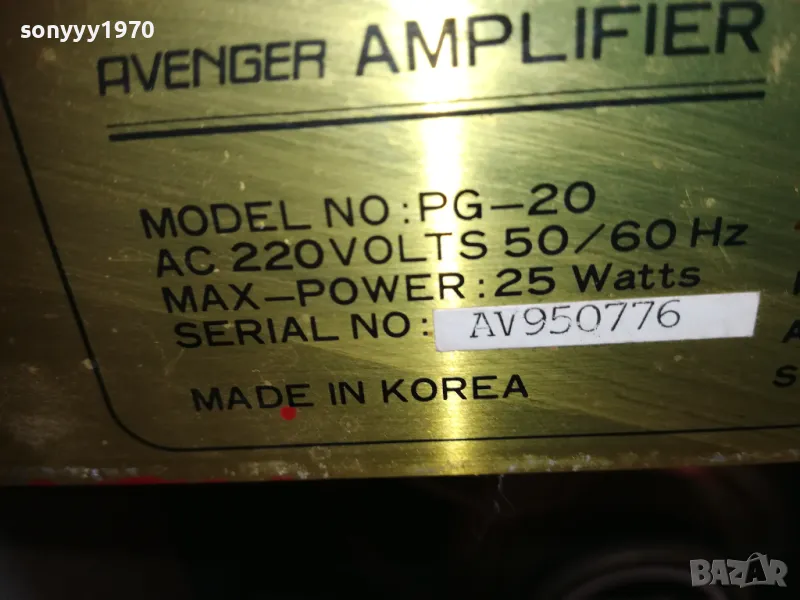 sonyyy1970
AVENGER AMPLIFIER
MODEL NO : PG-20
AC 220VOLTS 50/60 Hz
MAX-POWER : 25 Watts
SERIAL NO : AV950776
MADE IN KOREA
BAZAR